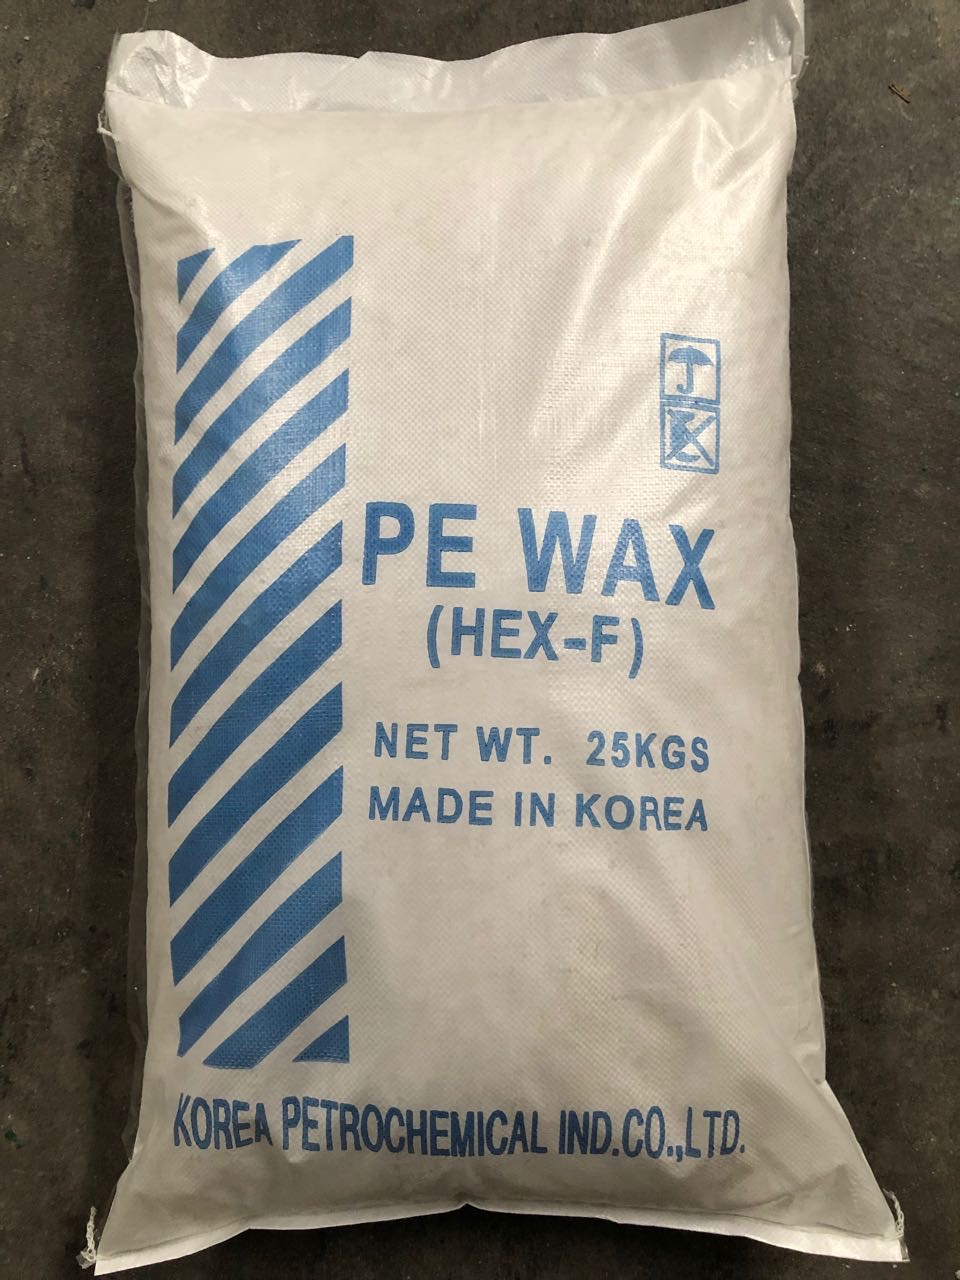 PE WAX
(HEX-F)
NET WT. 25KGS
MADE IN KOREA
KOREA PETROCHEMICAL IND.CO.,LTD.